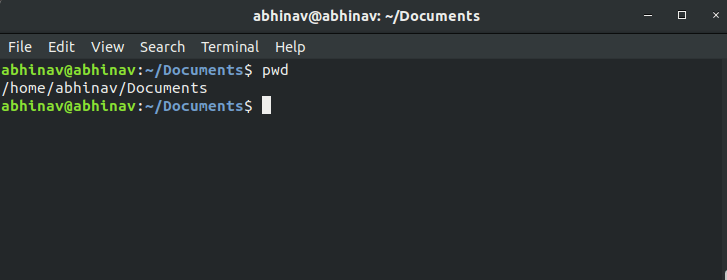 abhinav@abhinav: ~/Documents
File Edit View Search Terminal Help
abhinav@abhinav:~/Documents$ pwd
/home/abhinav/Documents
abhinav@abhinav:~/Documents$